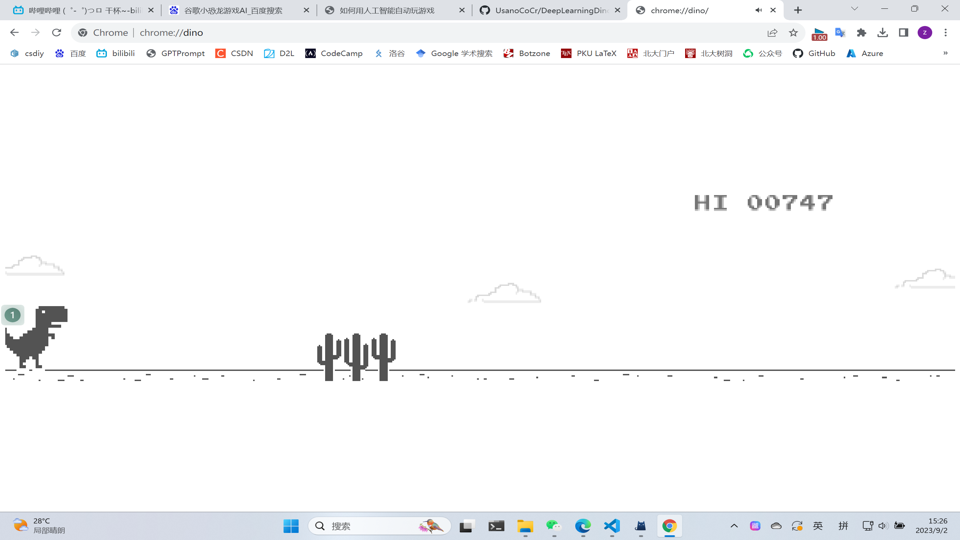 哔哩哔哩 (゜-゜)つロ 干杯~-bili
谷歌小恐龙游戏AI_百度搜索
如何用人工智能自动玩游戏
UsanoCoCr/DeepLearningDin
chrome://dino/
Chrome | chrome://dino
1.00
z
csdiy
百度
bilibili
GPTPrompt
CSDN
D2L
CodeCamp
洛谷
Google 学术搜索
Botzone
PKU LaTeX
北大门户
北大树洞
公众号
GitHub
Azure
»
HI 00747
1
28°C
局部晴朗
搜索
英
拼
15:26
2023/9/2